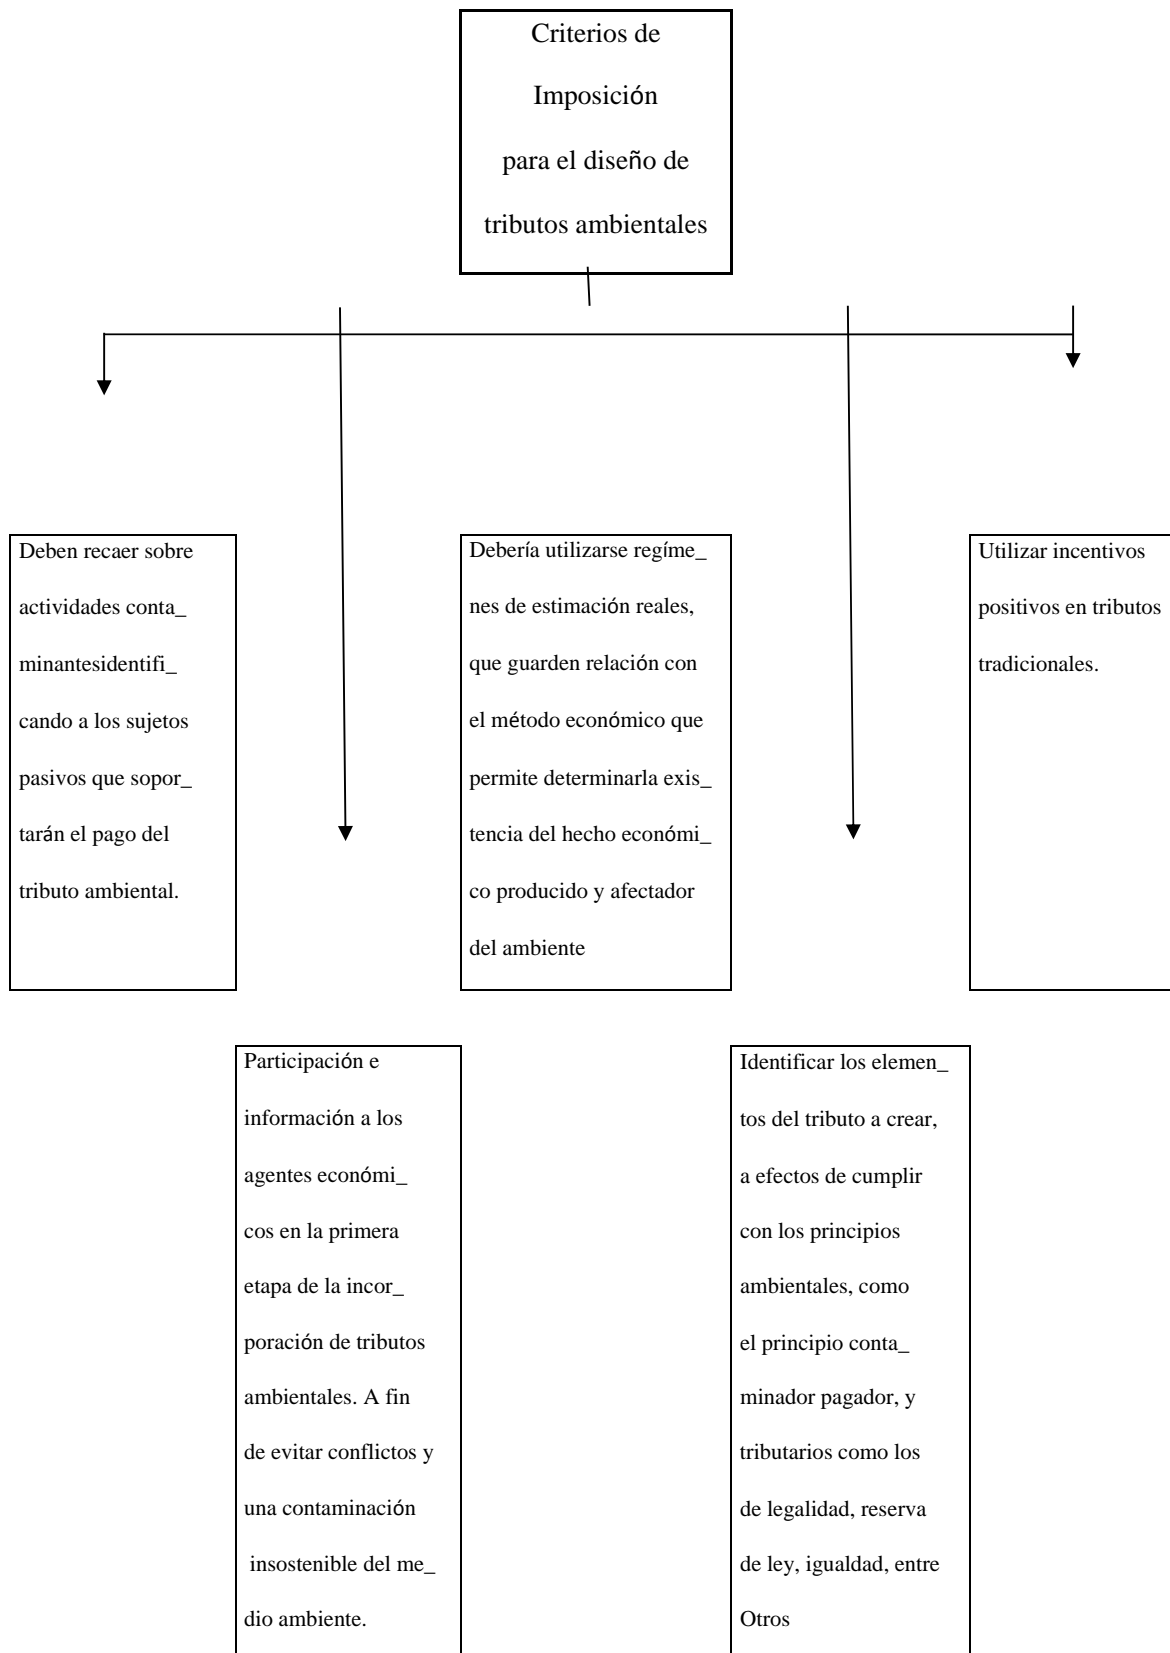 Criterios de
Imposición
para el diseño de
tributos ambientales
Deben recaer sobre
actividades conta_
minantesidentifi_
cando a los sujetos
pasivos que sopor_
tarán el pago del
tributo ambiental.
Debería utilizarse regíme_
nes de estimación reales,
que guarden relación con
el método económico que
permite determinarla exis_
tencia del hecho económi_
co producido y afectador
del ambiente
Utilizar incentivos
positivos en tributos
tradicionales.
Participación e
información a los
agentes económi_
cos en la primera
etapa de la incor_
poración de tributos
ambientales. A fin
de evitar conflictos y
una contaminación
insostenible del me_
dio ambiente.
Identificar los elemen_
tos del tributo a crear,
a efectos de cumplir
con los principios
ambientales, como
el principio conta_
minador pagador, y
tributarios como los
de legalidad, reserva
de ley, igualdad, entre
Otros